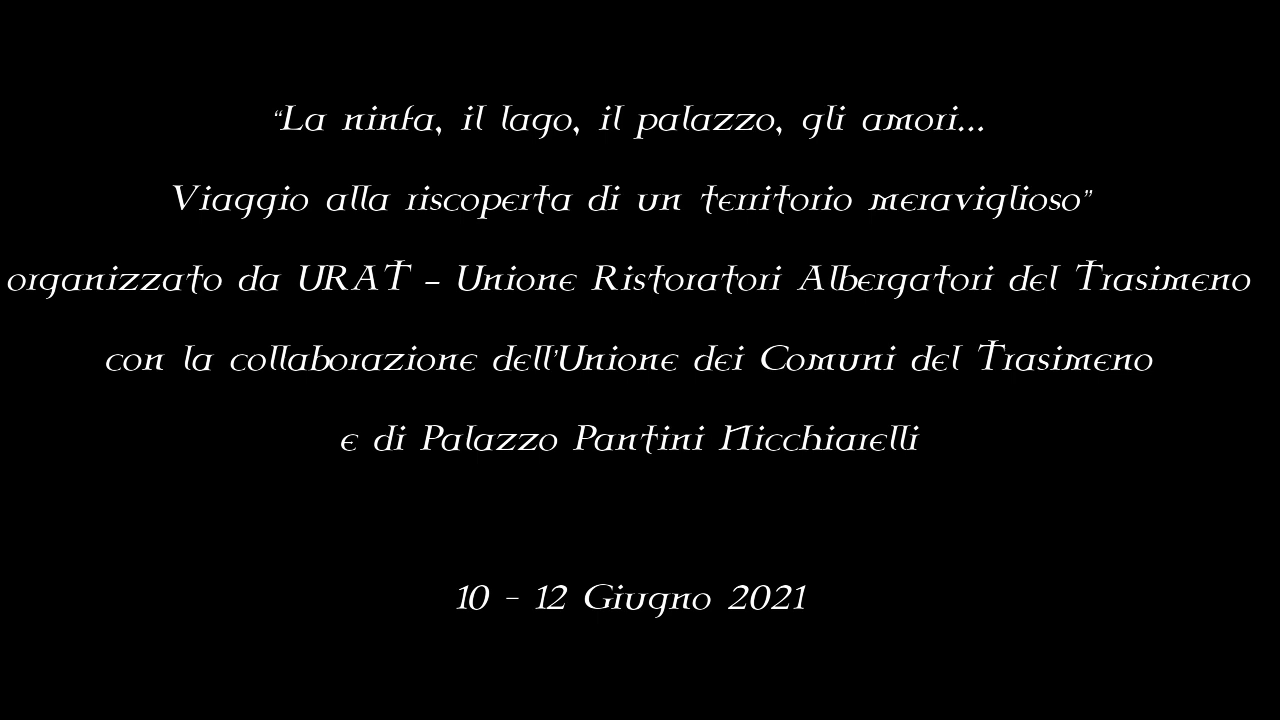 “La ninfa, il lago, il palazzo, gli amori...
Viaggio alla riscoperta di un territorio meraviglioso”
organizzato da URAT – Unione Ristoratori Albergatori del Trasimeno
con la collaborazione dell'Unione dei Comuni del Trasimeno
e di Palazzo Pantini Nicchiarelli
10 - 12 Giugno 2021